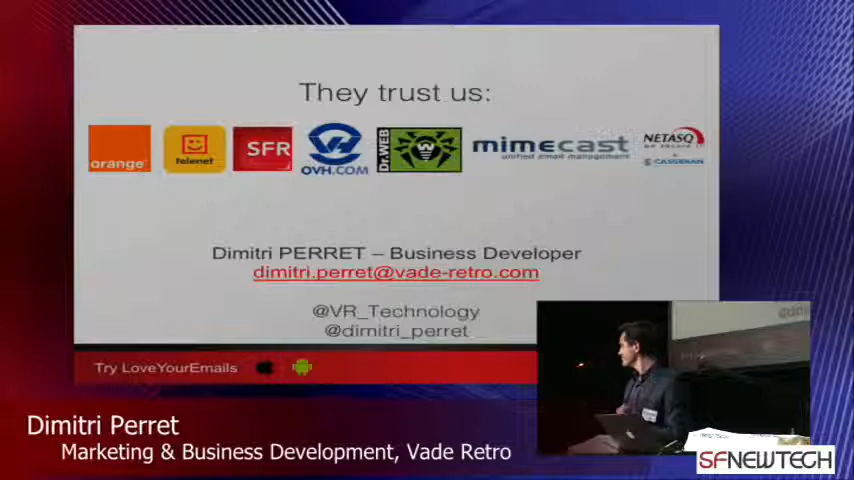 They trust us:
orange
telenet
SFR
OVH.COM
Dr.WEB
mimecast
unified email management
NETASQ
Dimitri PERRET – Business Developer
dimitri.perret@vade-retro.com
@VR_Technology
@dimitri_perret
Try LoveYourEmails
Dimitri Perret
Marketing & Business Development, Vade Retro
SFNEWTECH